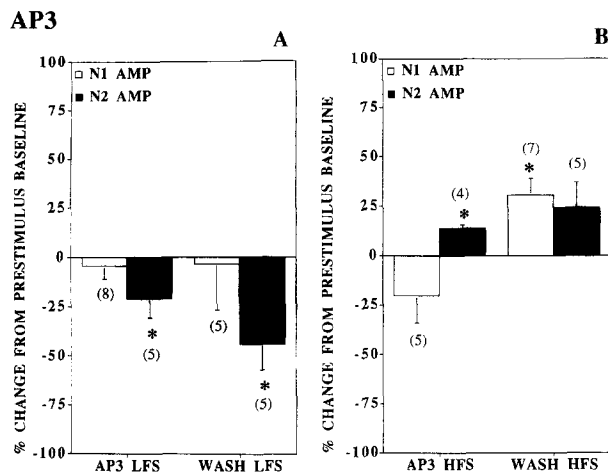 AP3
A
% CHANGE FROM PRESTIMULUS BASELINE
100
75
50
25
0
-25
-50
-75
-100
N1 AMP
N2 AMP
(8)
*
(5)
(5)
*
(5)
AP3 LFS
WASH LFS
B
% CHANGE FROM PRESTIMULUS BASELINE
100
75
50
25
0
-25
-50
-75
-100
N1 AMP
N2 AMP
(7)
*
(5)
(4)
*
(5)
AP3 HFS
WASH HFS